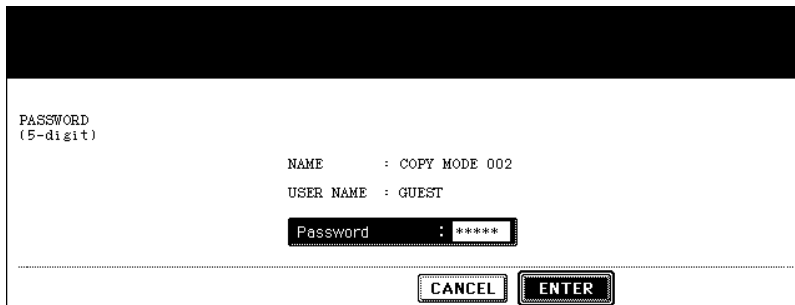 PASSWORD
(5-digit)
NAME : COPY MODE 002
USER NAME : GUEST
Password : *****
CANCEL ENTER